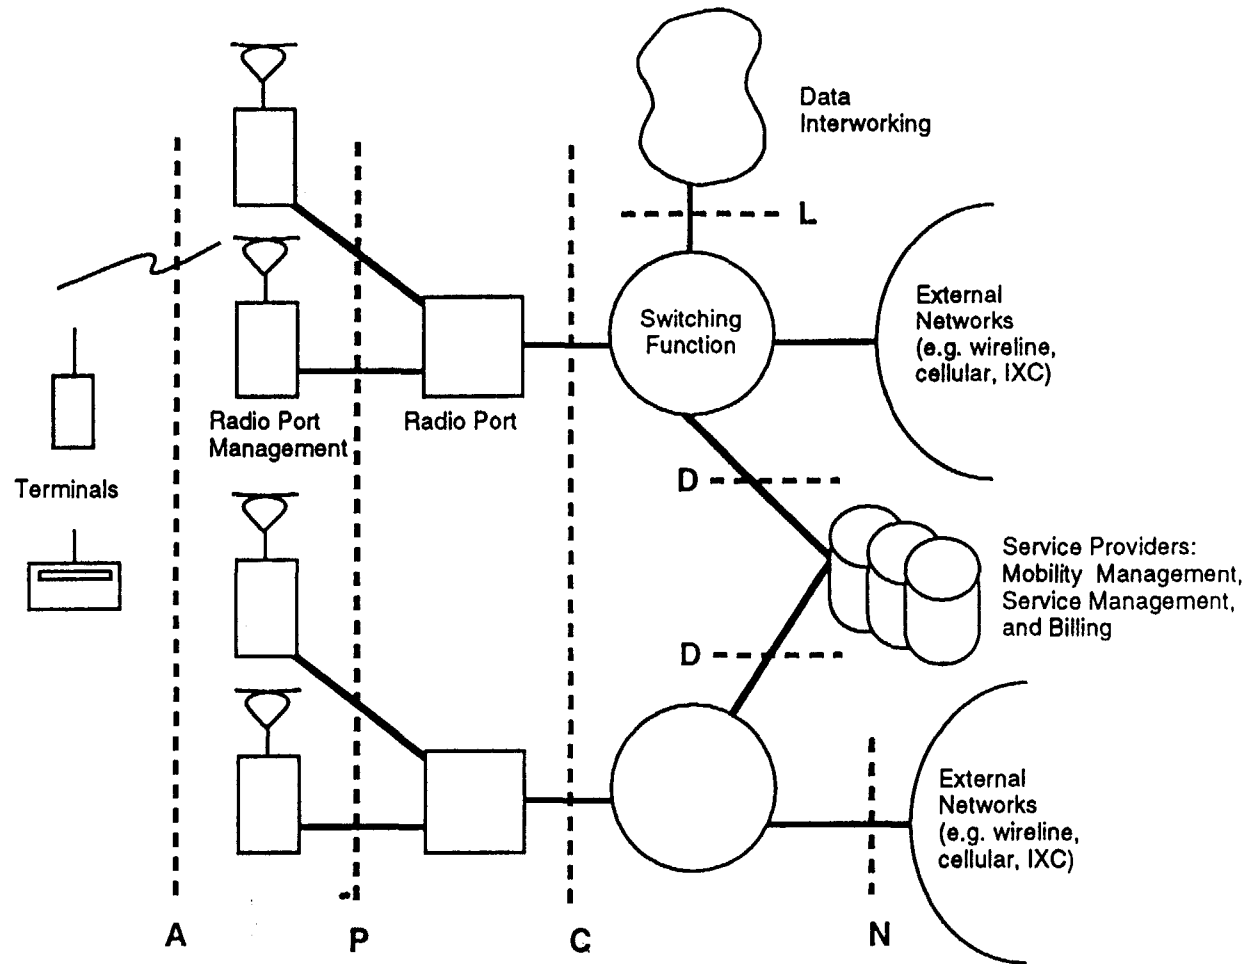 Data
Interworking
L
External
Networks
(e.g. wireline,
cellular, IXC)
Switching
Function
Radio Port
Management
Radio Port
Terminals
D
Service Providers:
Mobility Management,
Service Management,
and Billing
D
External
Networks
(e.g. wireline,
cellular, IXC)
A
P
C
N